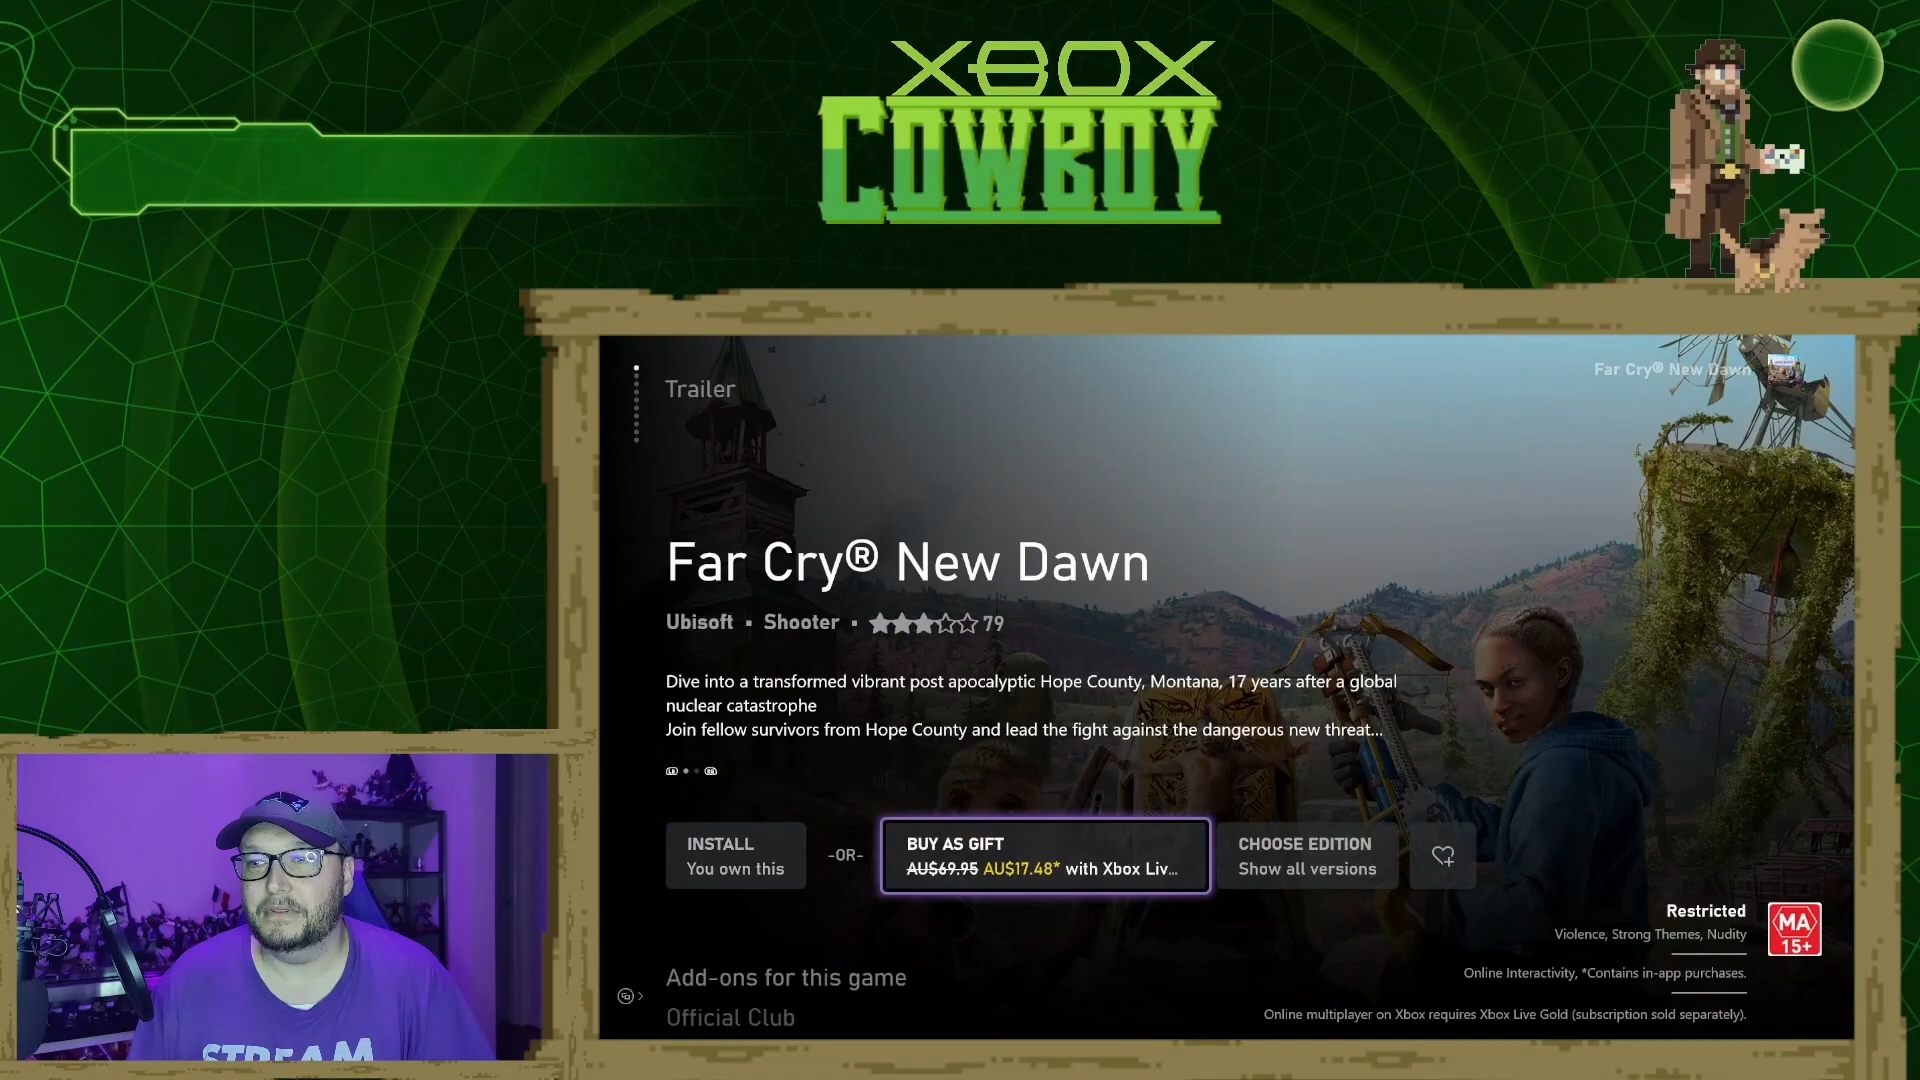 XBOX
COWBOY
Trailer
Far Cry® New Dawn
Far Cry® New Dawn
Ubisoft ▪ Shooter ▪ 79
Dive into a transformed vibrant post apocalyptic Hope County, Montana, 17 years after a global
nuclear catastrophe
Join fellow survivors from Hope County and lead the fight against the dangerous new threat...
LB RB
INSTALL
You own this
-OR-
BUY AS GIFT
AU$69.95 AU$17.48* with Xbox Liv...
CHOOSE EDITION
Show all versions
Restricted
Violence, Strong Themes, Nudity
MA
15+
Online Interactivity, *Contains in-app purchases.
Online multiplayer on Xbox requires Xbox Live Gold (subscription sold separately).
Add-ons for this game
Official Club
STREAM